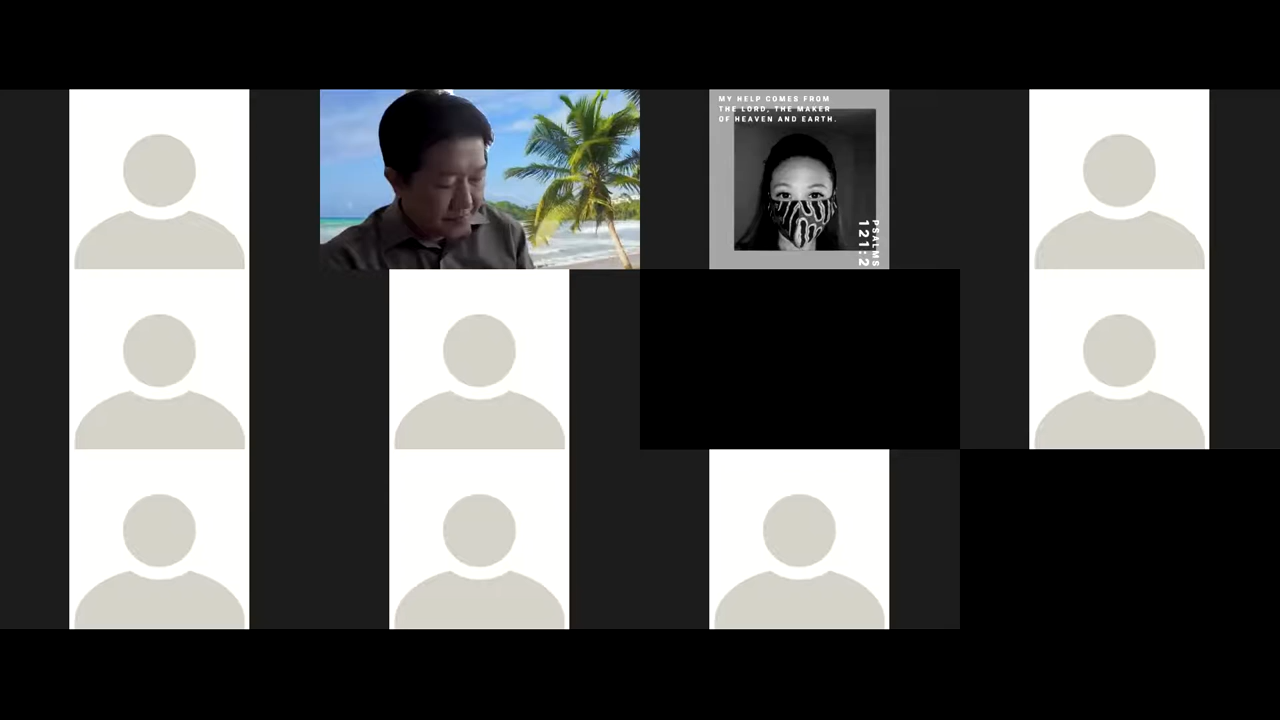 MY HELP COMES FROM
THE LORD, THE MAKER
OF HEAVEN AND EARTH.
PSALMS
121:2